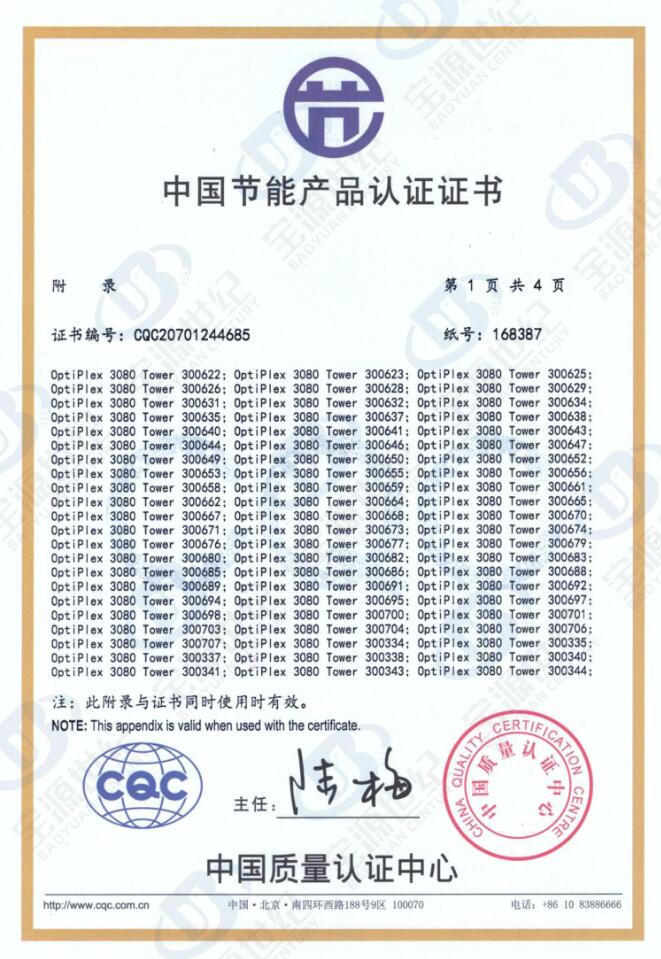 中国节能产品认证证书
附 录 第 1 页 共 4 页
证书编号：CQC20701244685 纸号：168387
OptiPlex 3080 Tower 300622; OptiPlex 3080 Tower 300623; OptiPlex 3080 Tower 300625;
OptiPlex 3080 Tower 300626; OptiPlex 3080 Tower 300628; OptiPlex 3080 Tower 300629;
OptiPlex 3080 Tower 300631; OptiPlex 3080 Tower 300632; OptiPlex 3080 Tower 300634;
OptiPlex 3080 Tower 300635; OptiPlex 3080 Tower 300637; OptiPlex 3080 Tower 300638;
OptiPlex 3080 Tower 300640; OptiPlex 3080 Tower 300641; OptiPlex 3080 Tower 300643;
OptiPlex 3080 Tower 300644; OptiPlex 3080 Tower 300646; OptiPlex 3080 Tower 300647;
OptiPlex 3080 Tower 300649; OptiPlex 3080 Tower 300650; OptiPlex 3080 Tower 300652;
OptiPlex 3080 Tower 300653; OptiPlex 3080 Tower 300655; OptiPlex 3080 Tower 300656;
OptiPlex 3080 Tower 300658; OptiPlex 3080 Tower 300659; OptiPlex 3080 Tower 300661;
OptiPlex 3080 Tower 300662; OptiPlex 3080 Tower 300664; OptiPlex 3080 Tower 300665;
OptiPlex 3080 Tower 300667; OptiPlex 3080 Tower 300668; OptiPlex 3080 Tower 300670;
OptiPlex 3080 Tower 300671; OptiPlex 3080 Tower 300673; OptiPlex 3080 Tower 300674;
OptiPlex 3080 Tower 300676; OptiPlex 3080 Tower 300677; OptiPlex 3080 Tower 300679;
OptiPlex 3080 Tower 300680; OptiPlex 3080 Tower 300682; OptiPlex 3080 Tower 300683;
OptiPlex 3080 Tower 300685; OptiPlex 3080 Tower 300686; OptiPlex 3080 Tower 300688;
OptiPlex 3080 Tower 300689; OptiPlex 3080 Tower 300691; OptiPlex 3080 Tower 300692;
OptiPlex 3080 Tower 300694; OptiPlex 3080 Tower 300695; OptiPlex 3080 Tower 300697;
OptiPlex 3080 Tower 300698; OptiPlex 3080 Tower 300700; OptiPlex 3080 Tower 300701;
OptiPlex 3080 Tower 300703; OptiPlex 3080 Tower 300704; OptiPlex 3080 Tower 300706;
OptiPlex 3080 Tower 300707; OptiPlex 3080 Tower 300334; OptiPlex 3080 Tower 300335;
OptiPlex 3080 Tower 300337; OptiPlex 3080 Tower 300338; OptiPlex 3080 Tower 300340;
OptiPlex 3080 Tower 300341; OptiPlex 3080 Tower 300343; OptiPlex 3080 Tower 300344;
注：此附录与证书同时使用时有效。
NOTE: This appendix is valid when used with the certificate.
CQC
主任：陆梅
CHINA QUALITY CERTIFICATION CENTRE
中国质量认证中心
中国质量认证中心
http://www.cqc.com.cn 中国·北京·南四环西路188号9区 100070 电话：+86 10 83886666
宝源世纪
BAOYUAN CENTURY